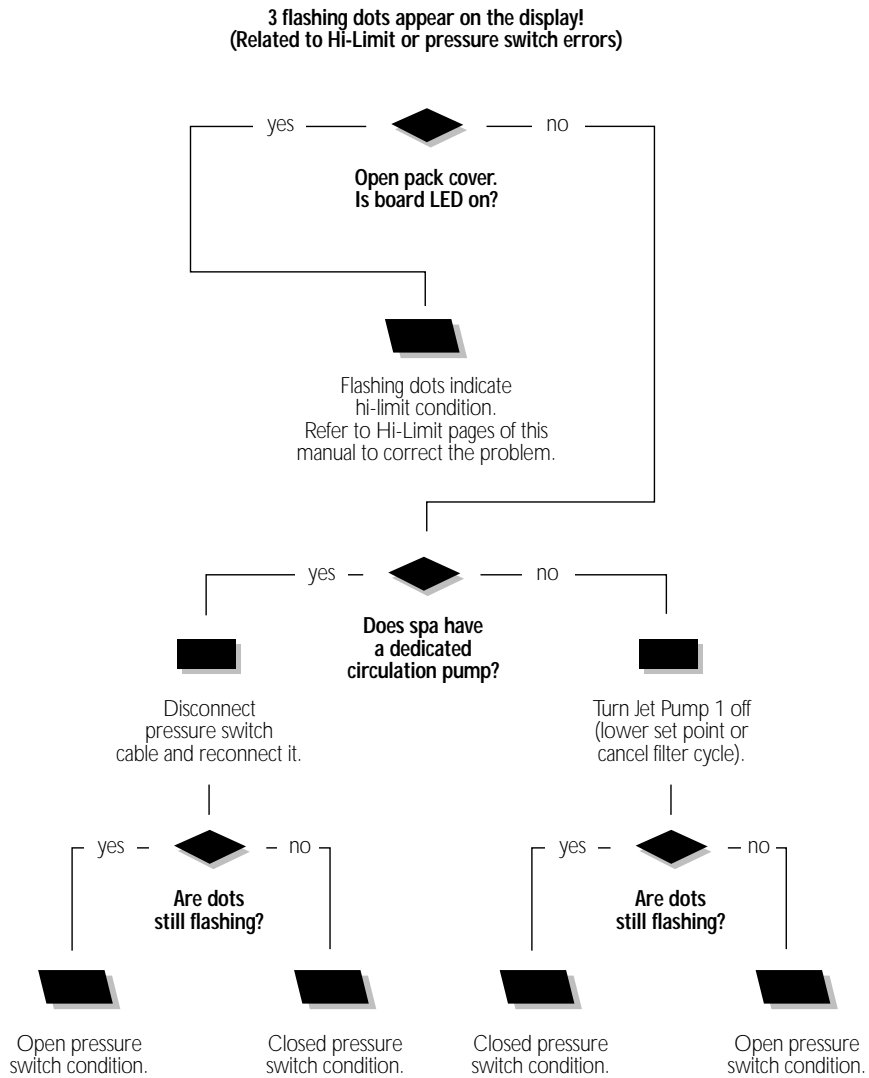 3 flashing dots appear on the display!
(Related to Hi-Limit or pressure switch errors)
yes
no
Open pack cover.
Is board LED on?
Flashing dots indicate
hi-limit condition.
Refer to Hi-Limit pages of this
manual to correct the problem.
yes
no
Does spa have
a dedicated
circulation pump?
Disconnect
pressure switch
cable and reconnect it.
Turn Jet Pump 1 off
(lower set point or
cancel filter cycle).
yes
no
Are dots
still flashing?
yes
no
Are dots
still flashing?
Open pressure
switch condition.
Closed pressure
switch condition.
Closed pressure
switch condition.
Open pressure
switch condition.